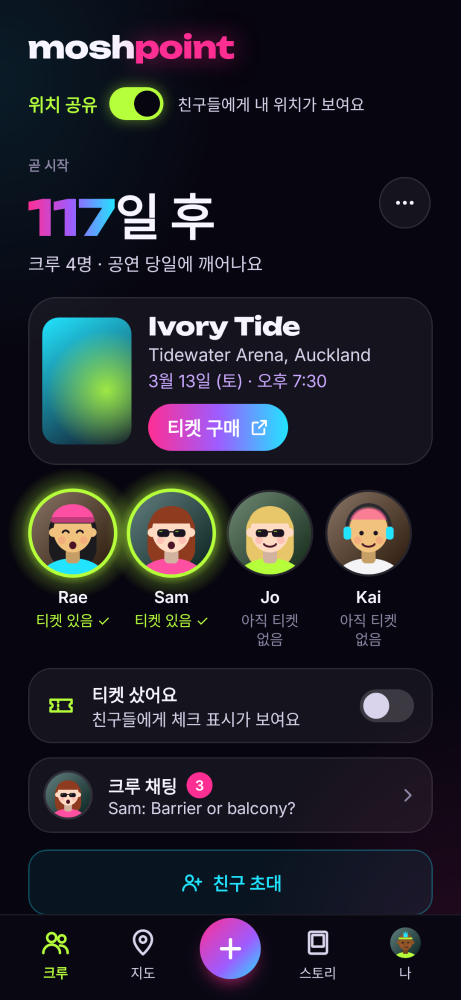 moshpoint
위치 공유
친구들에게 내 위치가 보여요
곧 시작
117일 후
크루 4명 · 공연 당일에 깨어나요
Ivory Tide
Tidewater Arena, Auckland
3월 13일 (토) · 오후 7:30
티켓 구매
Rae
티켓 있음 ✓
Sam
티켓 있음 ✓
Jo
아직 티켓
없음
Kai
아직 티켓
없음
티켓 샀어요
친구들에게 체크 표시가 보여요
크루 채팅 3
Sam: Barrier or balcony?
친구 초대
크루
지도
스토리
나